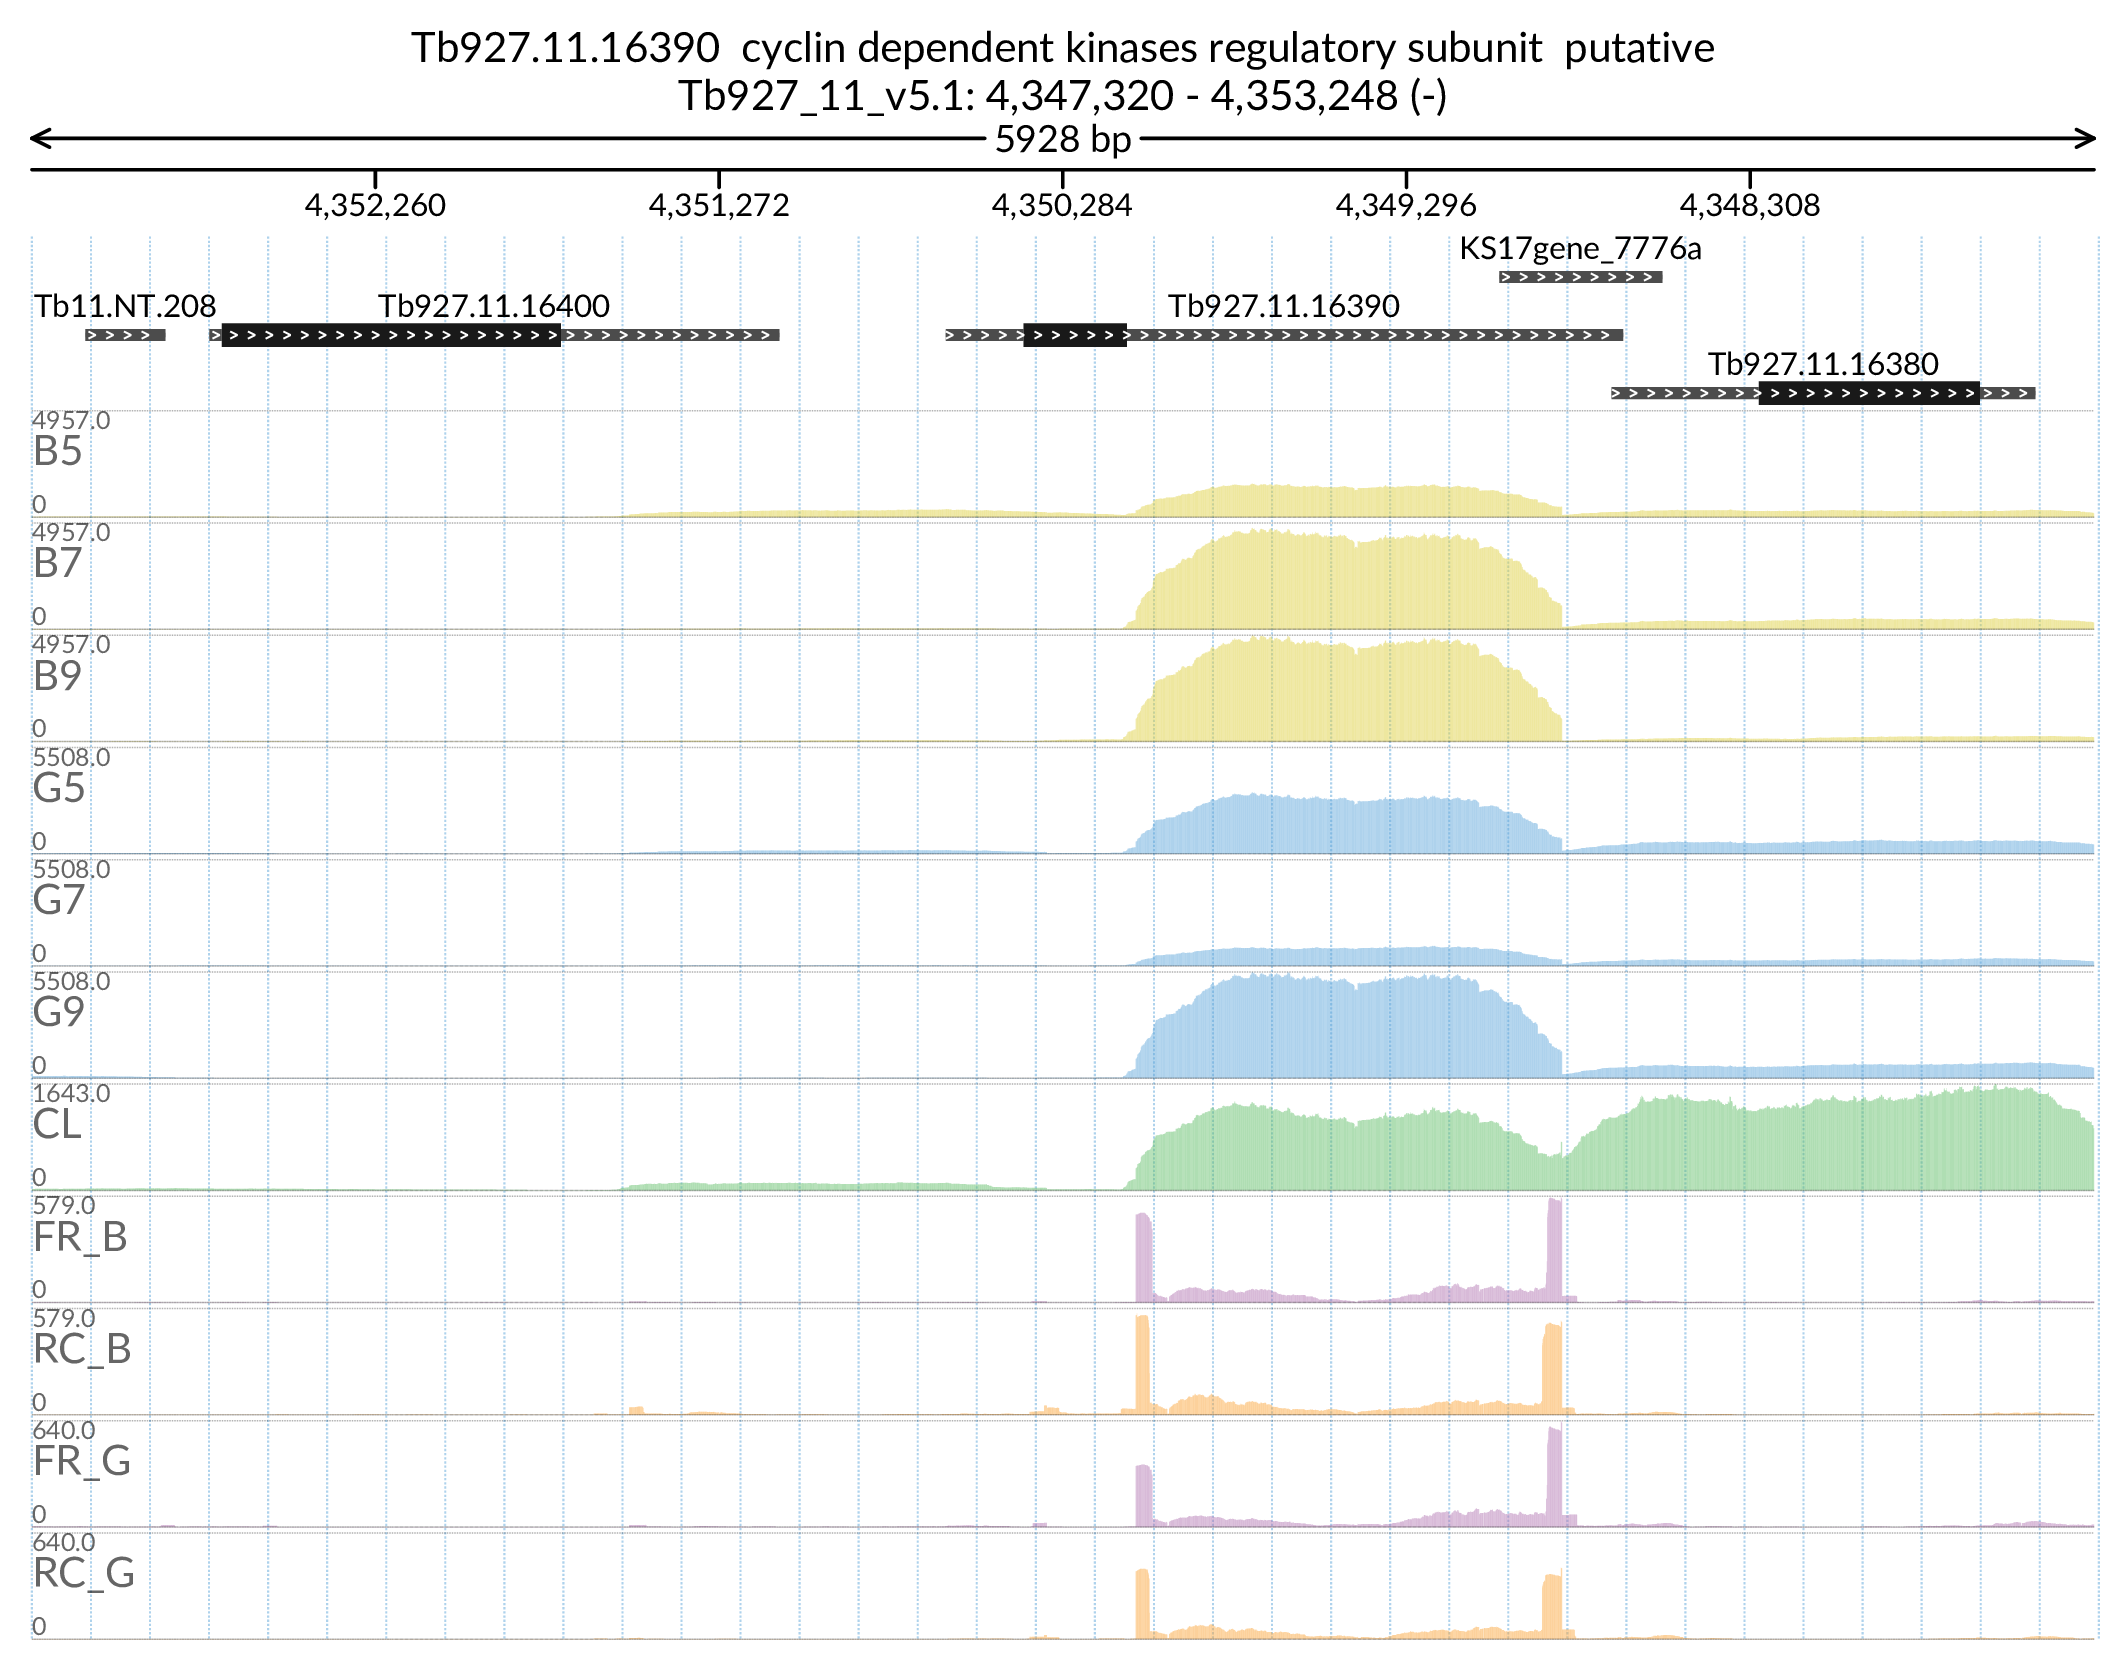 Tb927.11.16390  cyclin dependent kinases regulatory subunit  putative
Tb927_11_v5.1: 4,347,320 - 4,353,248 (-)
5928 bp
4,352,260 4,351,272 4,350,284 4,349,296 4,348,308
KS17gene_7776a
Tb11.NT.208 Tb927.11.16400 Tb927.11.16390
Tb927.11.16380
4957.0
B5
0
4957.0
B7
0
4957.0
B9
0
5508.0
G5
0
5508.0
G7
0
5508.0
G9
0
1643.0
CL
0
579.0
FR_B
0
579.0
RC_B
0
640.0
FR_G
0
640.0
RC_G
0